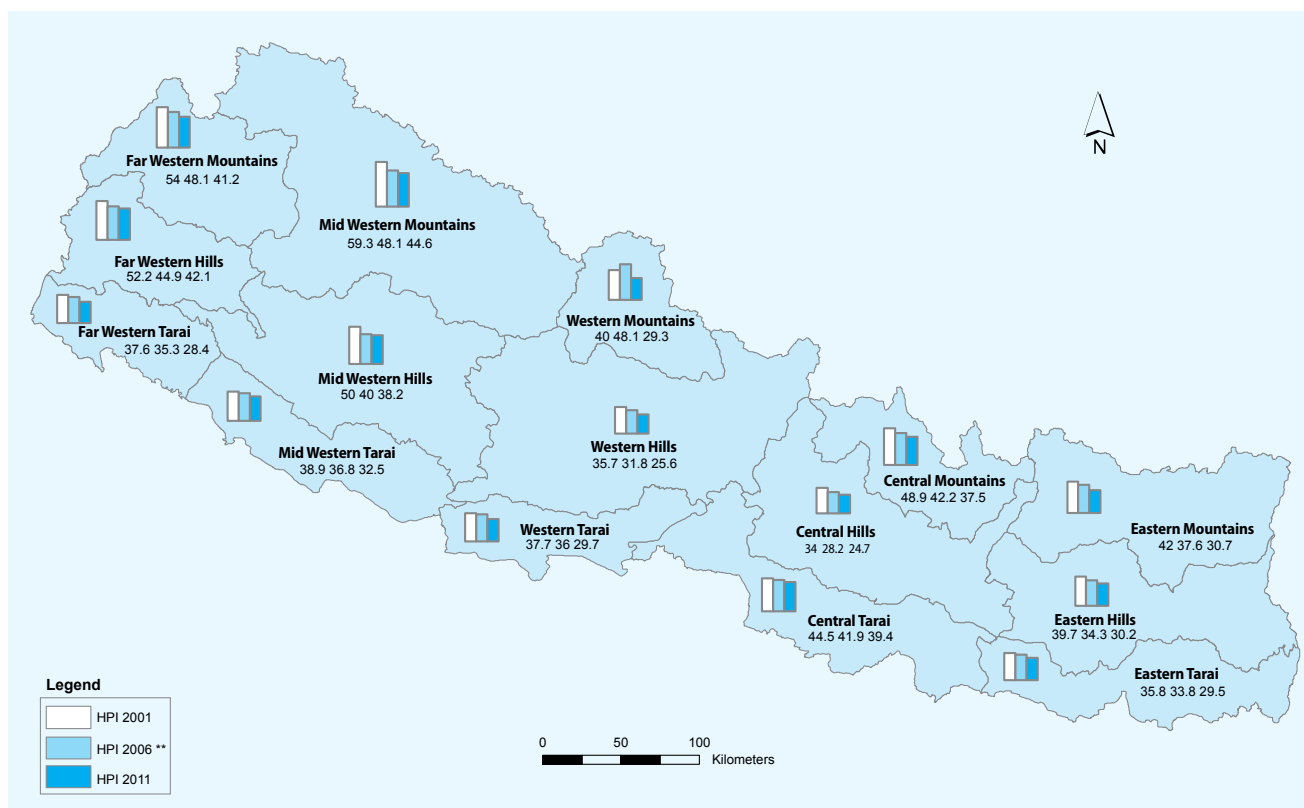 N
Far Western Mountains
54 48.1 41.2
Mid Western Mountains
59.3 48.1 44.6
Far Western Hills
52.2 44.9 42.1
Far Western Tarai
37.6 35.3 28.4
Western Mountains
40 48.1 29.3
Mid Western Hills
50 40 38.2
Mid Western Tarai
38.9 36.8 32.5
Western Hills
35.7 31.8 25.6
Central Mountains
48.9 42.2 37.5
Western Tarai
37.7 36 29.7
Central Hills
34 28.2 24.7
Eastern Mountains
42 37.6 30.7
Central Tarai
44.5 41.9 39.4
Eastern Hills
39.7 34.3 30.2
Eastern Tarai
35.8 33.8 29.5
Legend
HPI 2001
HPI 2006 **
HPI 2011
0 50 100
Kilometers